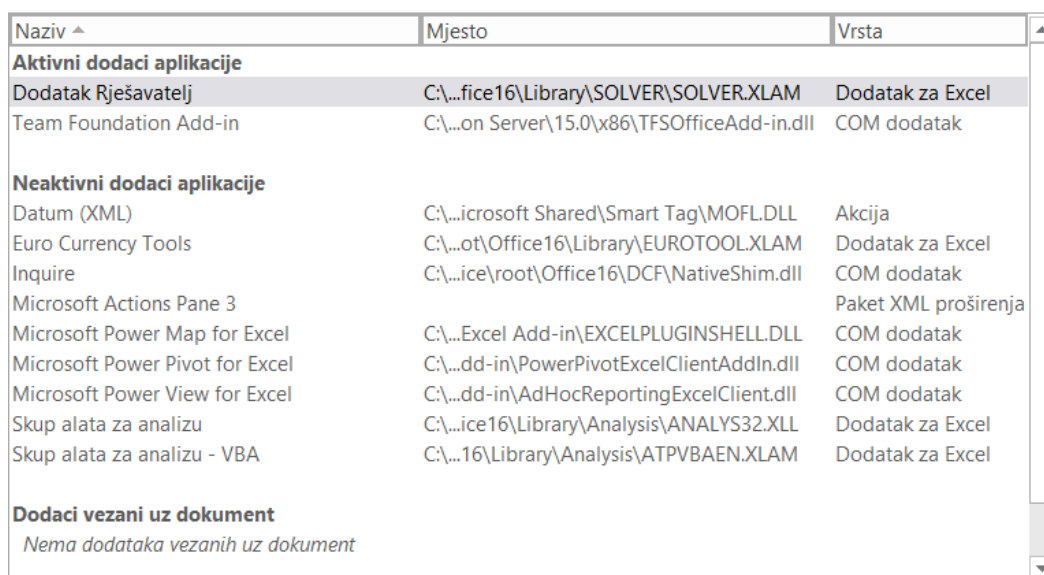 Naziv Mjesto Vrsta
Aktivni dodaci aplikacije
Dodatak Rješavatelj C:\...fice16\Library\SOLVER\SOLVER.XLAM Dodatak za Excel
Team Foundation Add-in C:\...on Server\15.0\x86\TFSOfficeAdd-in.dll COM dodatak
Neaktivni dodaci aplikacije
Datum (XML) C:\...icrosoft Shared\Smart Tag\MOFL.DLL Akcija
Euro Currency Tools C:\...ot\Office16\Library\EUROTOOL.XLAM Dodatak za Excel
Inquire C:\...ice\root\Office16\DCF\NativeShim.dll COM dodatak
Microsoft Actions Pane 3 Paket XML proširenja
Microsoft Power Map for Excel C:\...Excel Add-in\EXCELPLUGINSHELL.DLL COM dodatak
Microsoft Power Pivot for Excel C:\...dd-in\PowerPivotExcelClientAddIn.dll COM dodatak
Microsoft Power View for Excel C:\...dd-in\AdHocReportingExcelClient.dll COM dodatak
Skup alata za analizu C:\...ice16\Library\Analysis\ANALYS32.XLL Dodatak za Excel
Skup alata za analizu - VBA C:\...16\Library\Analysis\ATPVBAEN.XLAM Dodatak za Excel
Dodaci vezani uz dokument
Nema dodataka vezanih uz dokument